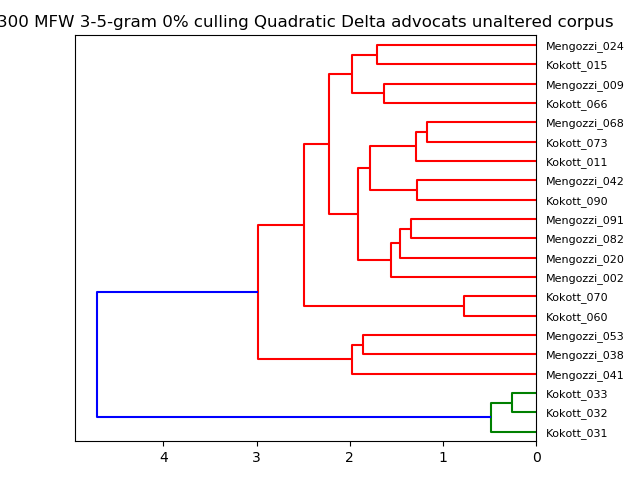 300 MFW 3-5-gram 0% culling Quadratic Delta advocats unaltered corpus
Mengozzi_024
Kokott_015
Mengozzi_009
Kokott_066
Mengozzi_068
Kokott_073
Kokott_011
Mengozzi_042
Kokott_090
Mengozzi_091
Mengozzi_082
Mengozzi_020
Mengozzi_002
Kokott_070
Kokott_060
Mengozzi_053
Mengozzi_038
Mengozzi_041
Kokott_033
Kokott_032
Kokott_031
4 3 2 1 0